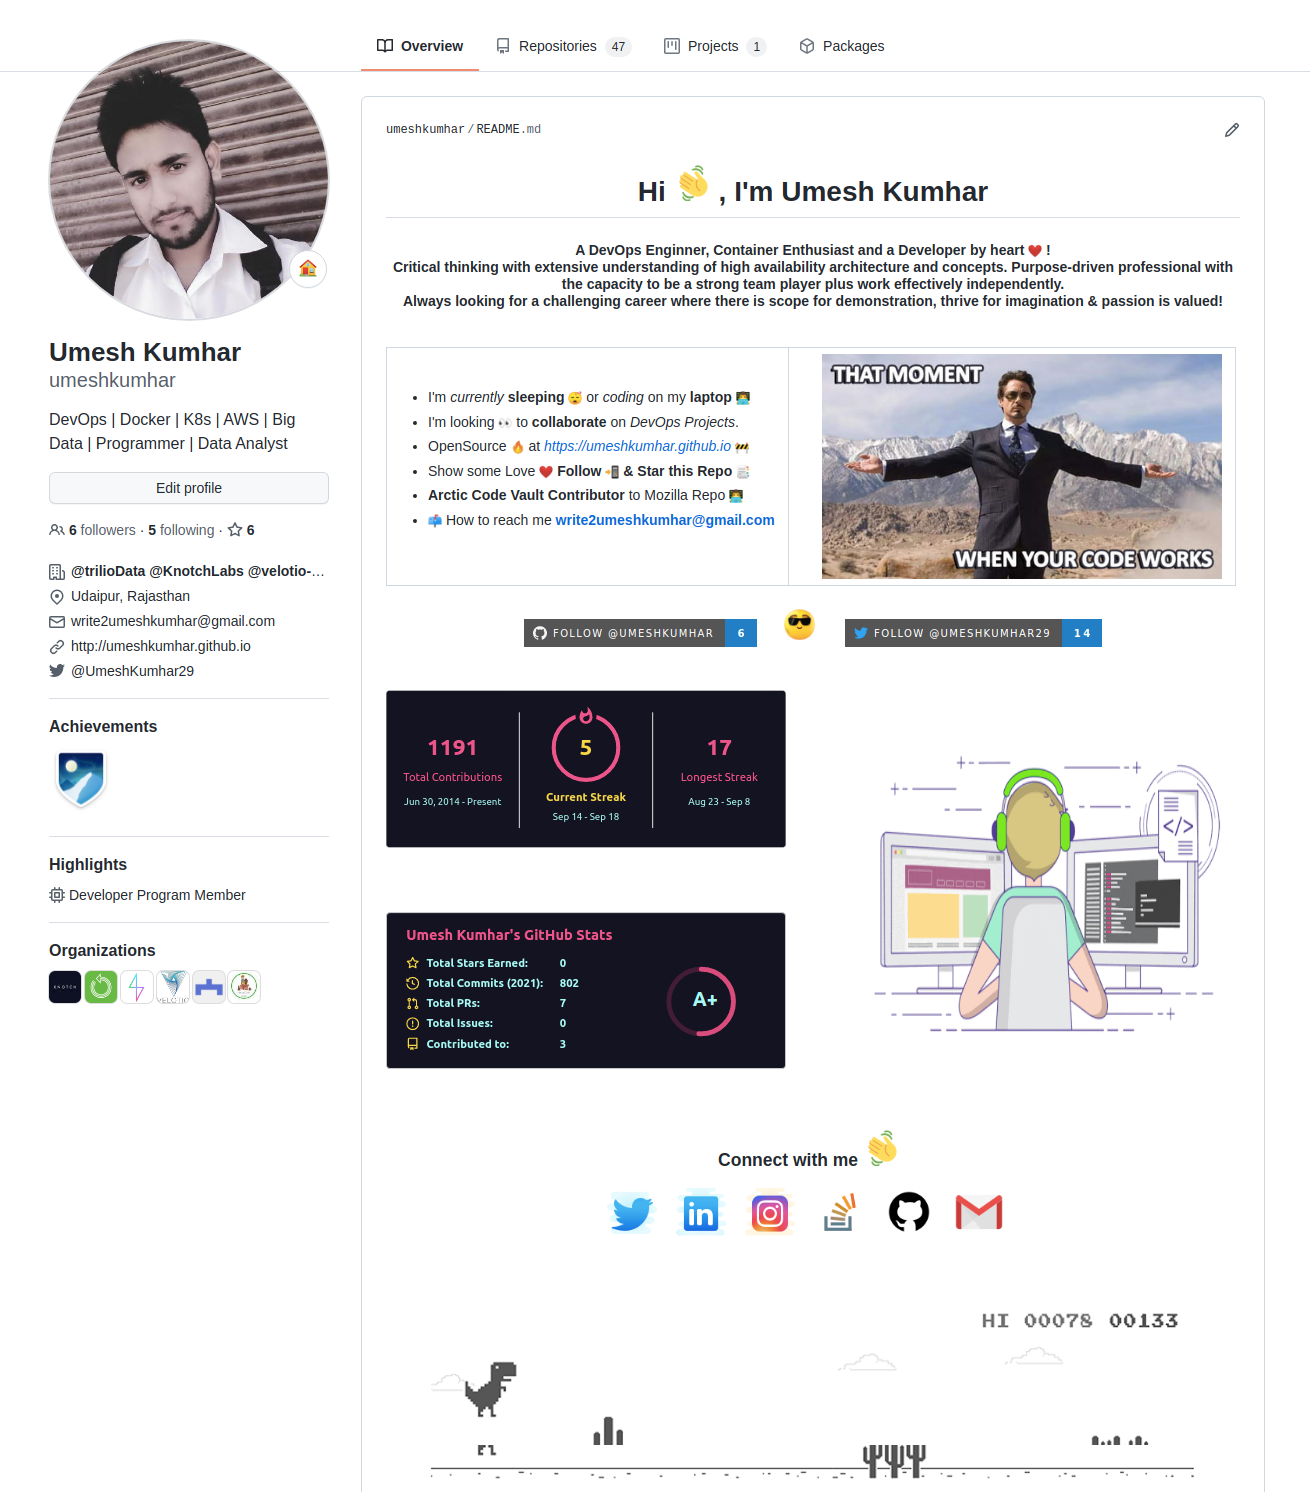 Overview
Repositories 47
Projects 1
Packages
umeshkumhar / README.md
Hi 👋 , I'm Umesh Kumhar
A DevOps Enginner, Container Enthusiast and a Developer by heart ❤️ !
Critical thinking with extensive understanding of high availability architecture and concepts. Purpose-driven professional with
the capacity to be a strong team player plus work effectively independently.
Always looking for a challenging career where there is scope for demonstration, thrive for imagination & passion is valued!
Umesh Kumhar
umeshkumhar
DevOps | Docker | K8s | AWS | Big
Data | Programmer | Data Analyst
Edit profile
6 followers · 5 following · 6
@trilioData @KnotchLabs @velotio-…
Udaipur, Rajasthan
write2umeshkumhar@gmail.com
http://umeshkumhar.github.io
@UmeshKumhar29
Achievements
Highlights
Developer Program Member
Organizations
KNOTCH
VELOTIO
I'm currently sleeping 😴 or coding on my laptop 👨‍💻
I'm looking 👀 to collaborate on DevOps Projects.
OpenSource 🔥 at https://umeshkumhar.github.io 🚧
Show some Love ❤️ Follow 📲 & Star this Repo 📑
Arctic Code Vault Contributor to Mozilla Repo 👨‍💻
📫 How to reach me write2umeshkumhar@gmail.com
THAT MOMENT
WHEN YOUR CODE WORKS
FOLLOW @UMESHKUMHAR 6
FOLLOW @UMESHKUMHAR29 14
1191
Total Contributions
Jun 30, 2014 - Present
5
Current Streak
Sep 14 - Sep 18
17
Longest Streak
Aug 23 - Sep 8
</>
Umesh Kumhar's GitHub Stats
Total Stars Earned: 0
Total Commits (2021): 802
Total PRs: 7
Total Issues: 0
Contributed to: 3
A+
Connect with me 👋
in
HI 00078 00133